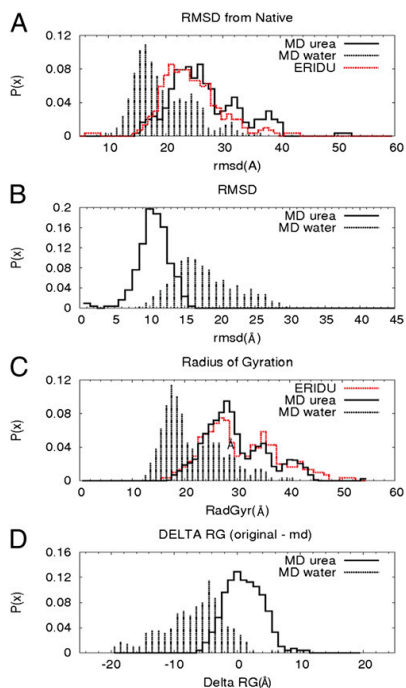 A
RMSD from Native
P(x)
0.12
0.08
0.04
0
MD urea
MD water
ERIDU
10 20 30 40 50 60
rmsd(A)
B
RMSD
P(x)
0.2
0.16
0.12
0.08
0.04
0
MD urea
MD water
0 5 10 15 20 25 30 35 40 45
rmsd(Å)
C
Radius of Gyration
P(x)
0.12
0.08
0.04
0
ERIDU
MD urea
MD water
0 10 20 30 40 50 60
RadGyr(Å)
D
DELTA RG (original - md)
P(x)
0.16
0.12
0.08
0.04
0
MD urea
MD water
-20 -10 0 10 20
Delta RG(Å)